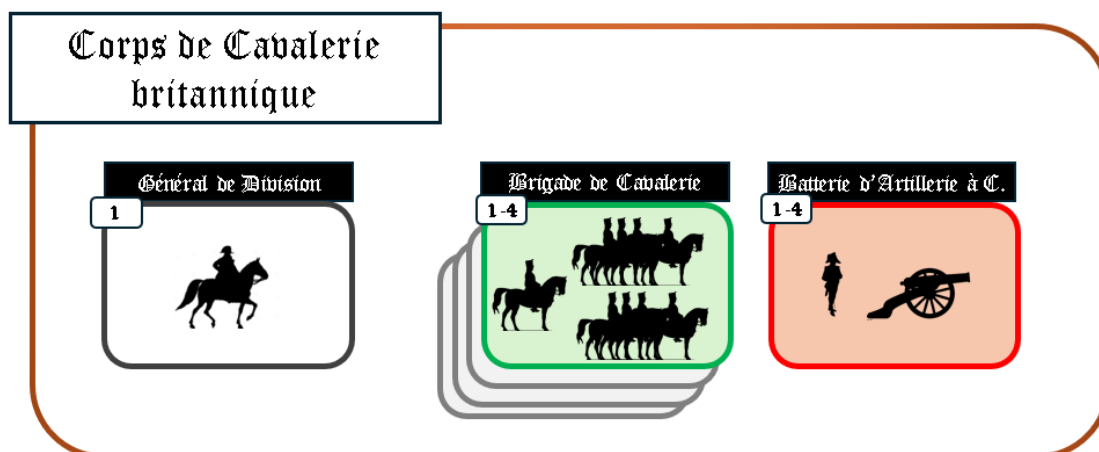 Corps de Cavalerie
britannique
Général de Division
1
Brigade de Cavalerie
1-4
Batterie d'Artillerie à C.
1-4